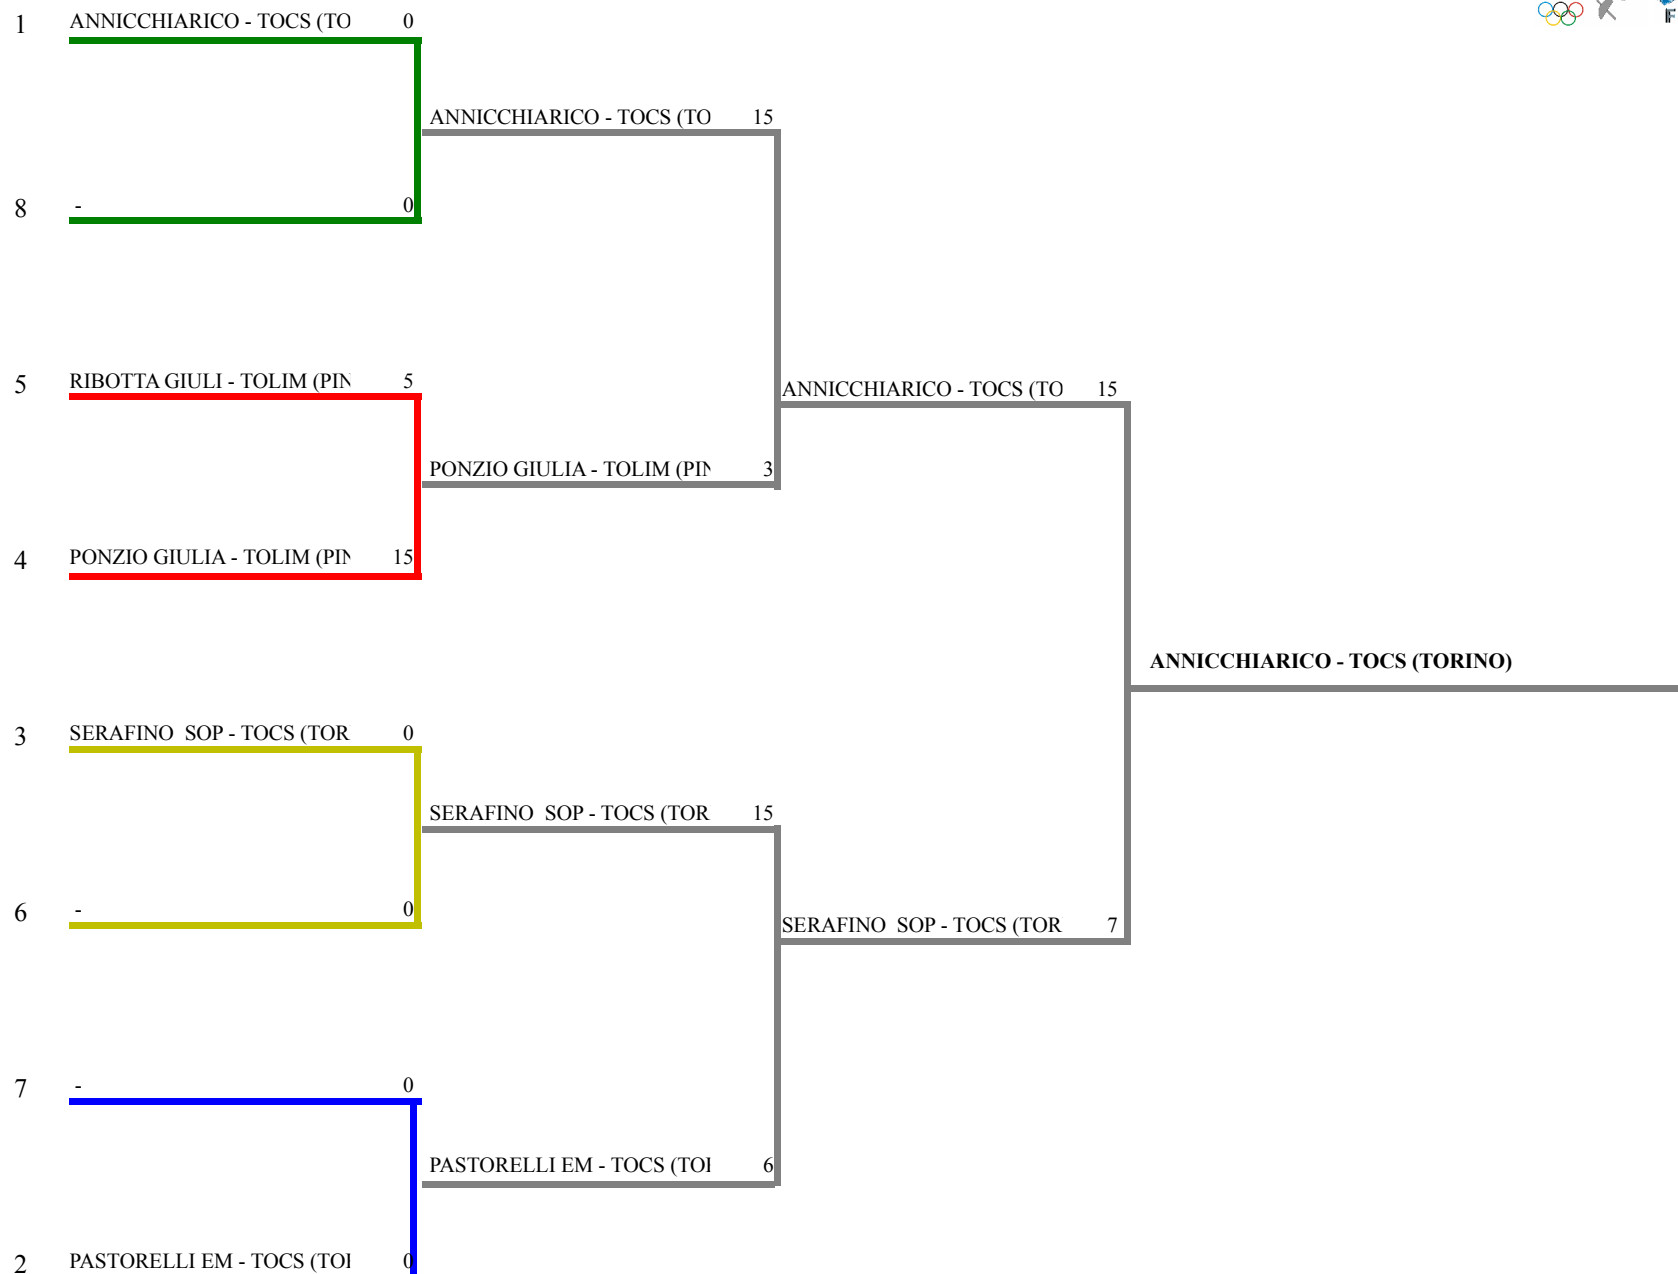 1 ANNICCHIARICO - TOCS (TO 0
ANNICCHIARICO - TOCS (TO 15
8 - 0
5 RIBOTTA GIULI - TOLIM (PIN 5
ANNICCHIARICO - TOCS (TO 15
PONZIO GIULIA - TOLIM (PIN 3
4 PONZIO GIULIA - TOLIM (PIN 15
ANNICCHIARICO - TOCS (TORINO)
3 SERAFINO SOP - TOCS (TOR 0
SERAFINO SOP - TOCS (TOR 15
6 - 0
SERAFINO SOP - TOCS (TOR 7
7 - 0
PASTORELLI EM - TOCS (TOI 6
2 PASTORELLI EM - TOCS (TOI 0